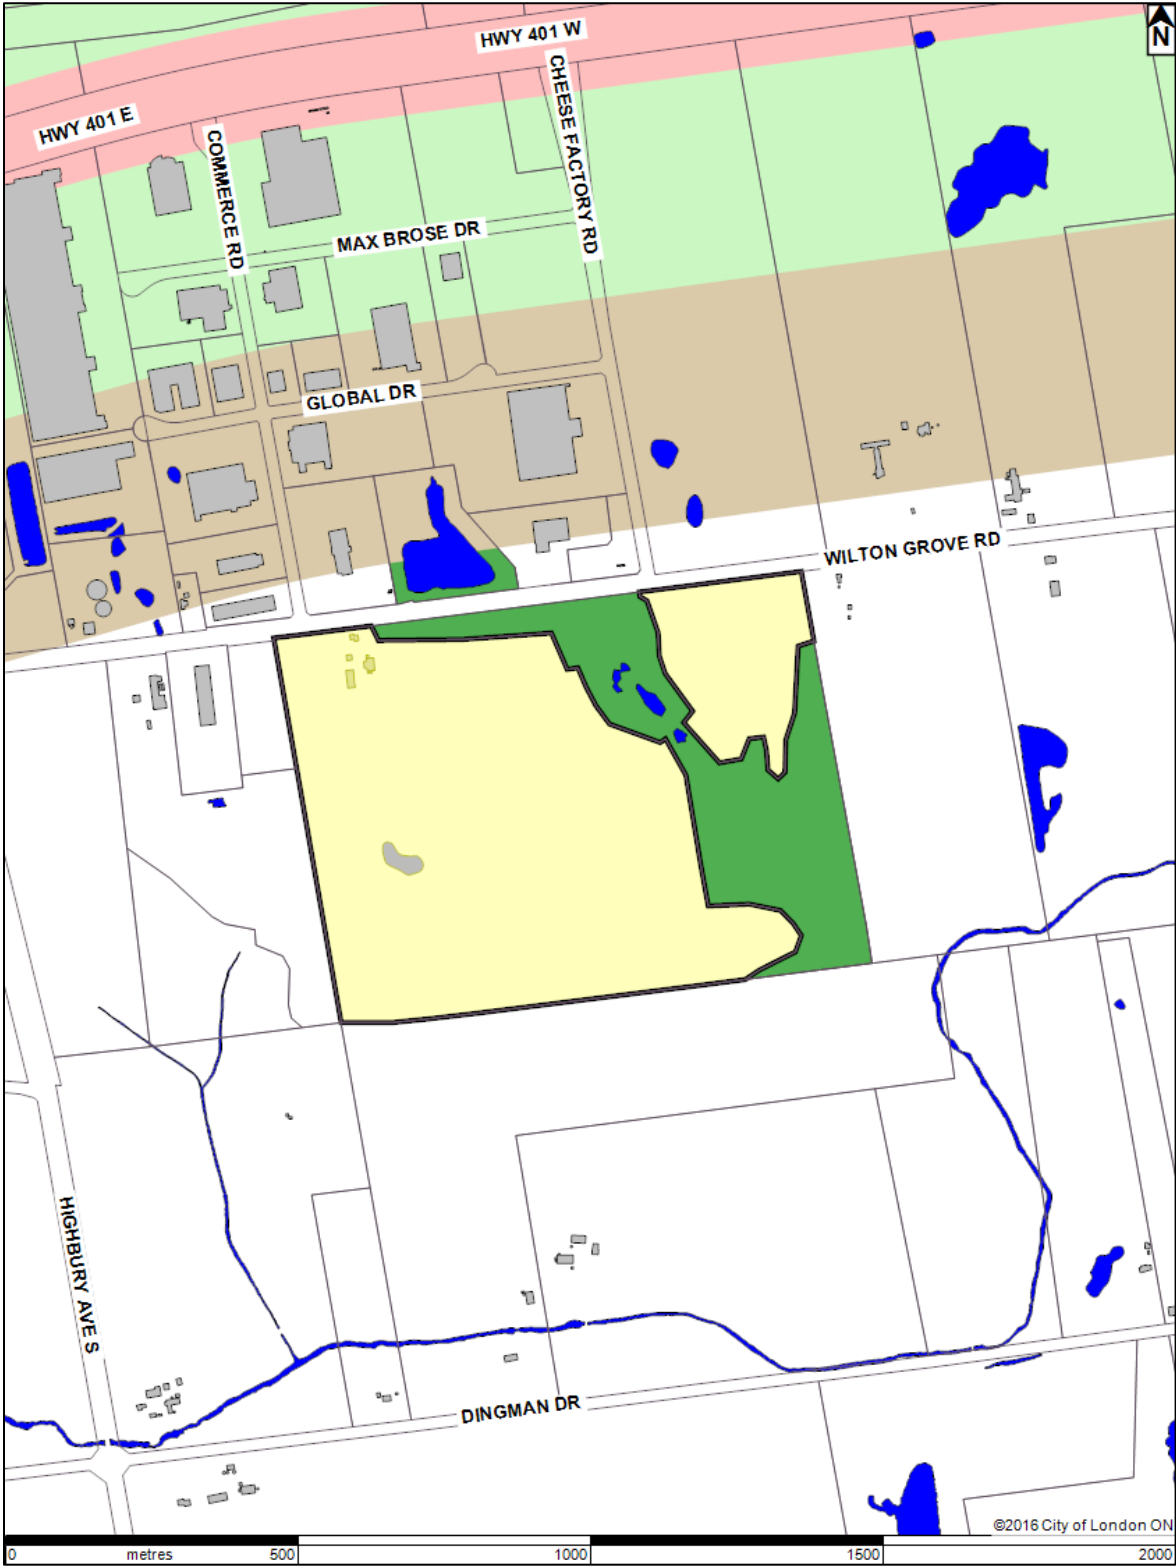 N
HWY 401 W
HWY 401 E
CHEESE FACTORY RD
COMMERCE RD
MAX BROSE DR
GLOBAL DR
WILTON GROVE RD
HIGHBURY AVE S
DINGMAN DR
©2016 City of London ON
0 metres 500 1000 1500 2000